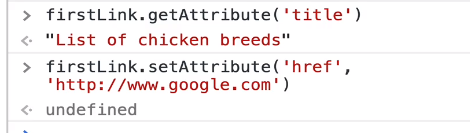 > firstLink.getAttribute('title')
<· "List of chicken breeds"
> firstLink.setAttribute('href',
'http://www.google.com')
<· undefined